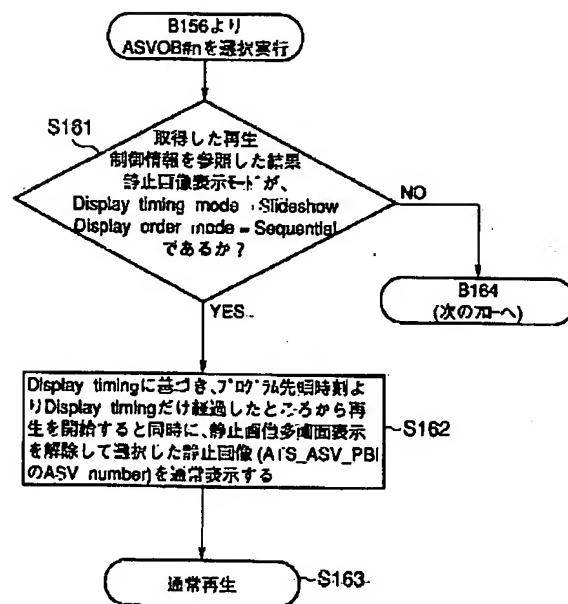 B156より
ASVOB#nを選択実行
S161
取得した再生
制御情報を参照した結果
静止画像表示モードが、
Display timing mode = Slideshow
Display order mode = Sequential
であるか?
NO
B164
(次のフローへ)
YES
Display timingに基づき、プログラム先頭時刻よ
りDisplay timingだけ経過したところから再
生を開始すると同時に、静止画像多画面表示
を解除して選択した静止画像(ATS_ASV_PBI
のASV number)を通常表示する
S162
通常再生
S163